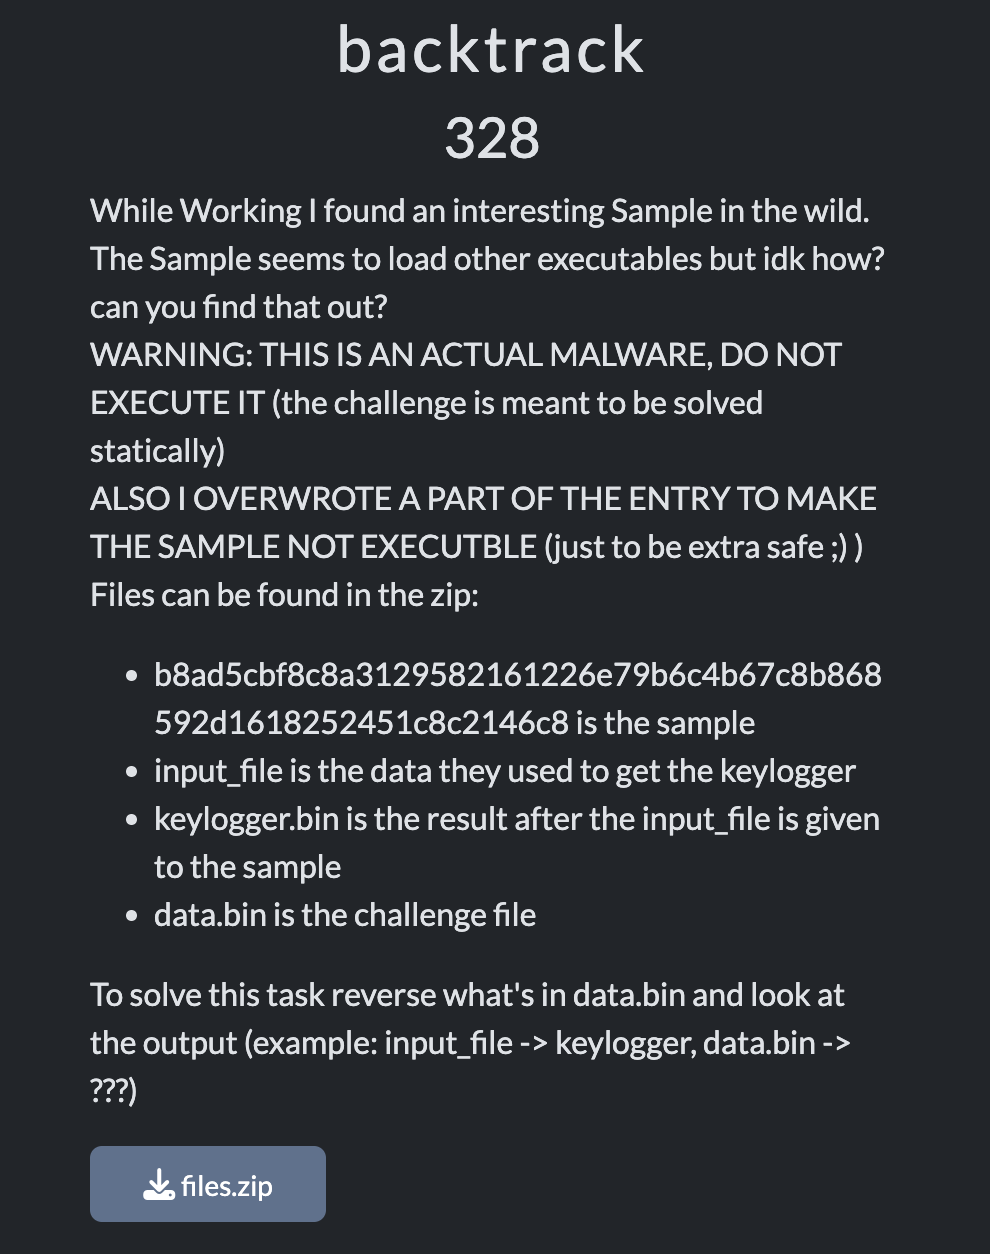 backtrack
328
While Working I found an interesting Sample in the wild.
The Sample seems to load other executables but idk how?
can you find that out?
WARNING: THIS IS AN ACTUAL MALWARE, DO NOT
EXECUTE IT (the challenge is meant to be solved
statically)
ALSO I OVERWROTE A PART OF THE ENTRY TO MAKE
THE SAMPLE NOT EXECUTBLE (just to be extra safe ;) )
Files can be found in the zip:
b8ad5cbf8c8a3129582161226e79b6c4b67c8b868
592d1618252451c8c2146c8 is the sample
input_file is the data they used to get the keylogger
keylogger.bin is the result after the input_file is given
to the sample
data.bin is the challenge file
To solve this task reverse what's in data.bin and look at
the output (example: input_file -> keylogger, data.bin ->
???)
files.zip